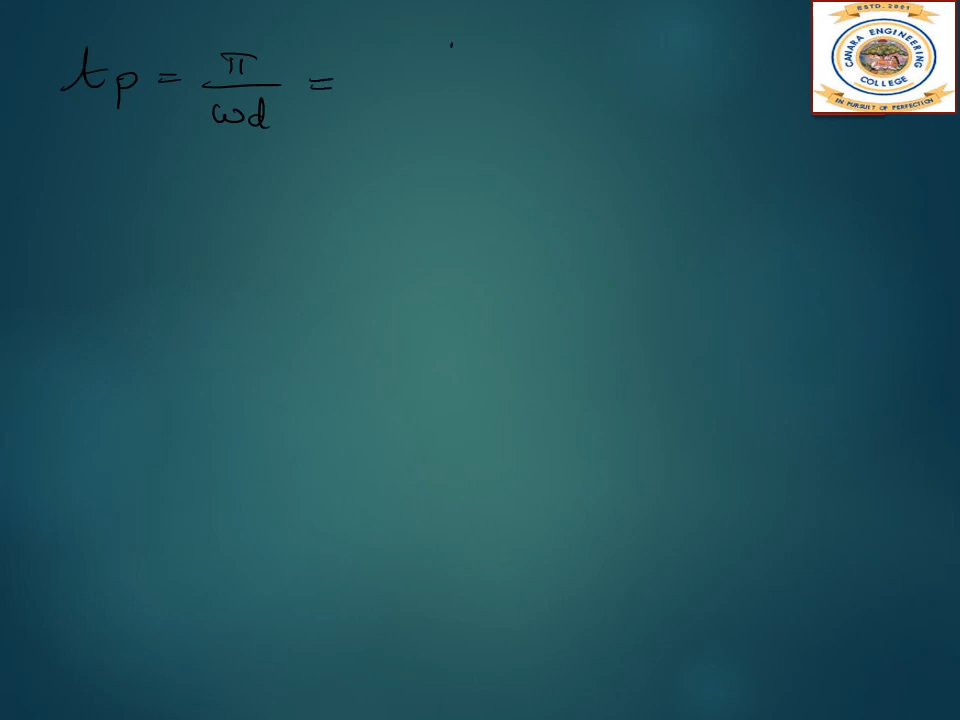 tp = π/ωd =
ESTD. 2001
CANARA ENGINEERING COLLEGE
IN PURSUIT OF PERFECTION